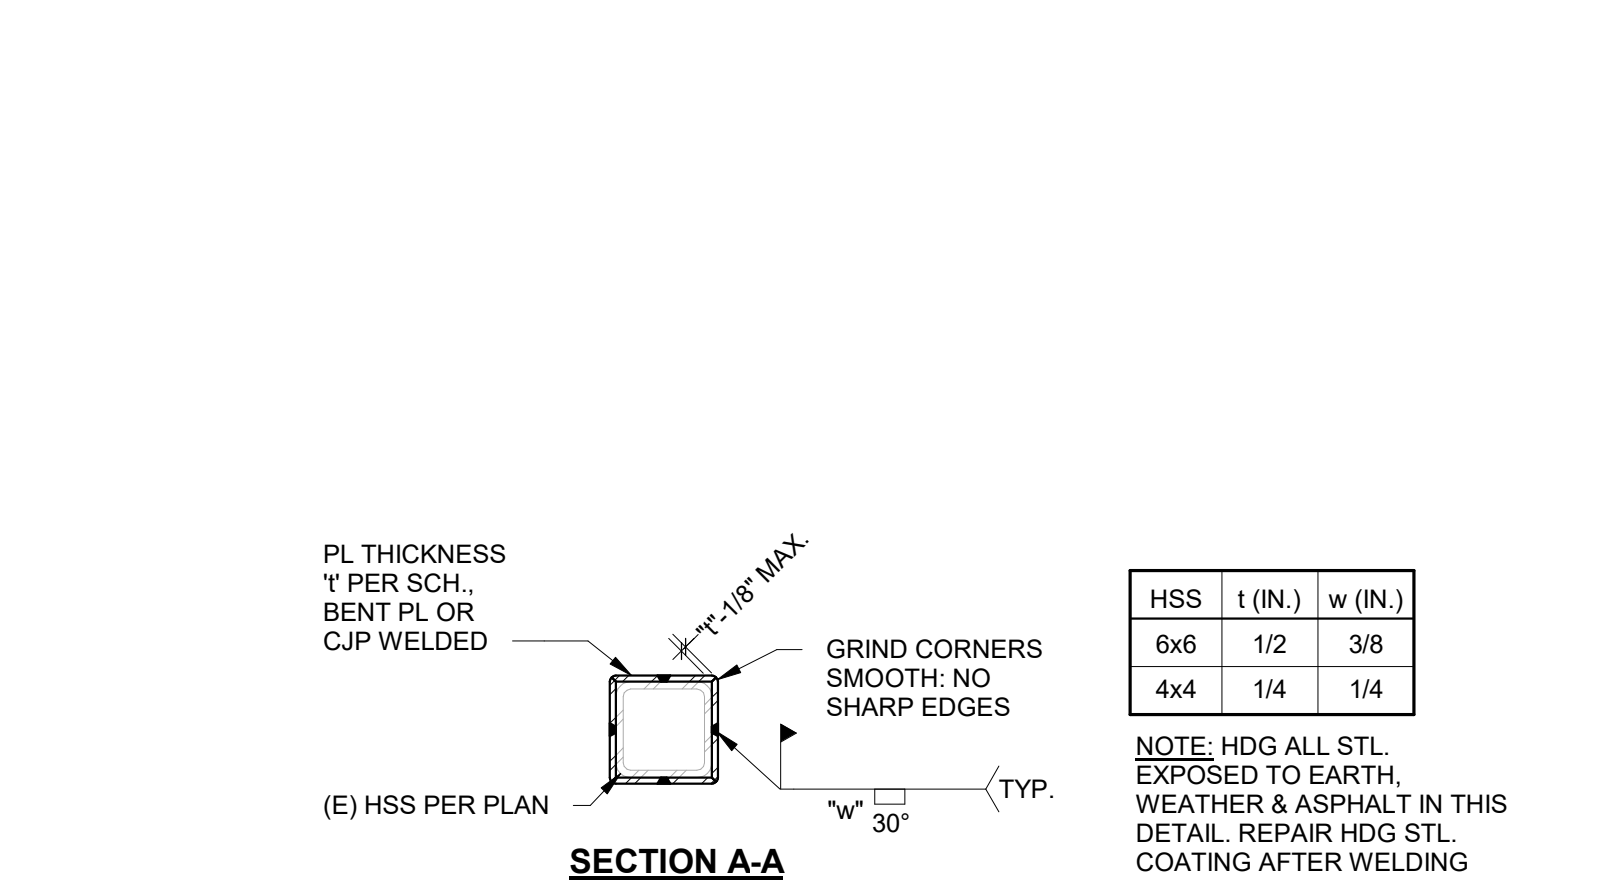 PL THICKNESS
't' PER SCH.,
BENT PL OR
CJP WELDED
"t"-1/8" MAX.
GRIND CORNERS
SMOOTH: NO
SHARP EDGES
(E) HSS PER PLAN
"w"
30°
TYP.
SECTION A-A
HSS t (IN.) w (IN.)
6x6 1/2 3/8
4x4 1/4 1/4
NOTE: HDG ALL STL.
EXPOSED TO EARTH,
WEATHER & ASPHALT IN THIS
DETAIL. REPAIR HDG STL.
COATING AFTER WELDING